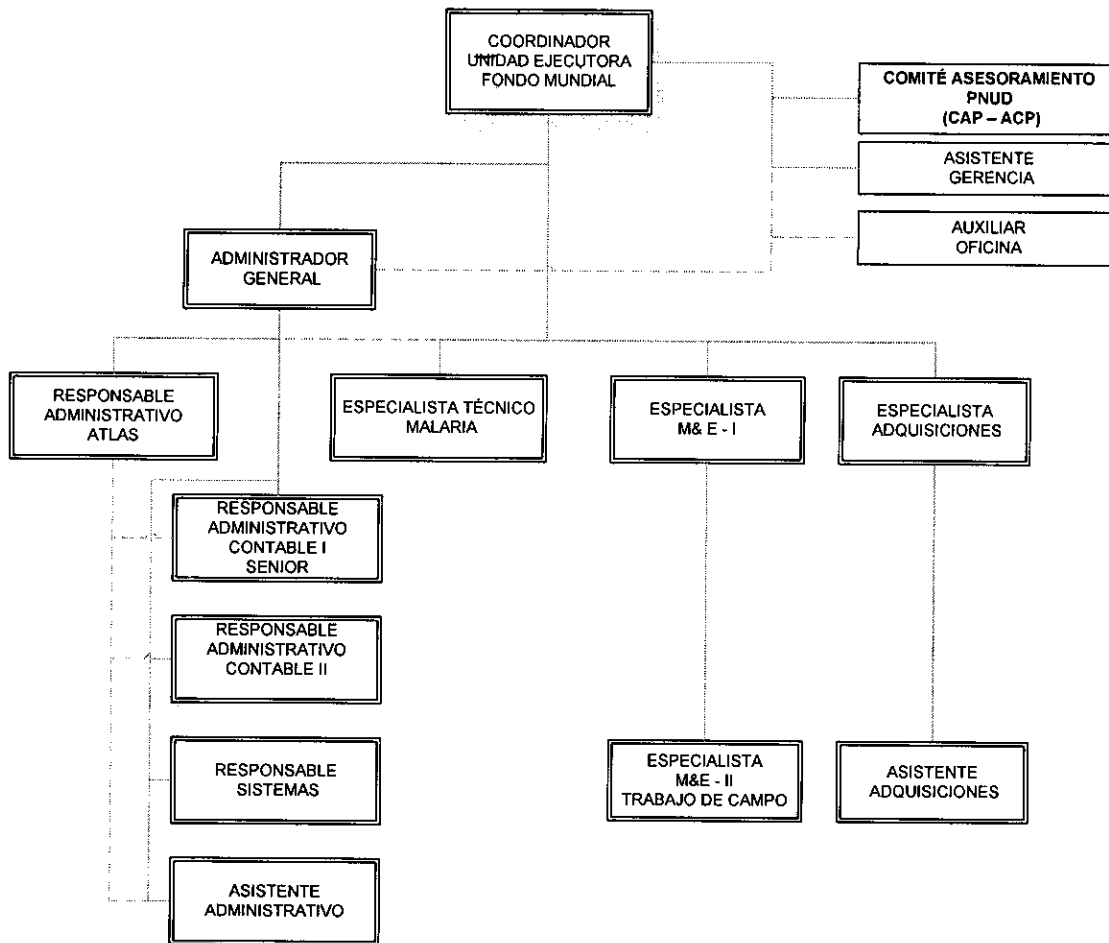 COORDINADOR
UNIDAD EJECUTORA
FONDO MUNDIAL
COMITÉ ASESORAMIENTO
PNUD
(CAP – ACP)
ASISTENTE
GERENCIA
AUXILIAR
OFICINA
ADMINISTRADOR
GENERAL
RESPONSABLE
ADMINISTRATIVO
ATLAS
ESPECIALISTA TÉCNICO
MALARIA
ESPECIALISTA
M& E - I
ESPECIALISTA
ADQUISICIONES
RESPONSABLE
ADMINISTRATIVO
CONTABLE I
SENIOR
RESPONSABLE
ADMINISTRATIVO
CONTABLE II
RESPONSABLE
SISTEMAS
ESPECIALISTA
M&E - II
TRABAJO DE CAMPO
ASISTENTE
ADQUISICIONES
ASISTENTE
ADMINISTRATIVO